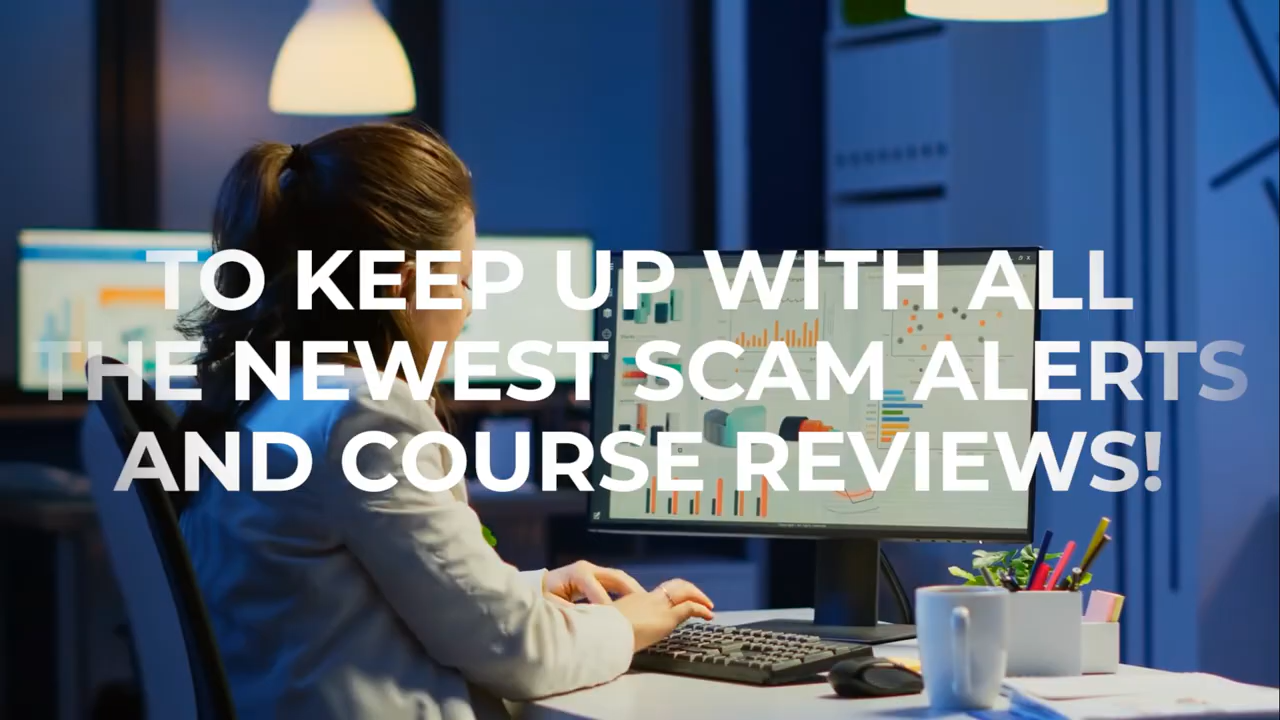 TO KEEP UP WITH ALL
THE NEWEST SCAM ALERTS
AND COURSE REVIEWS!